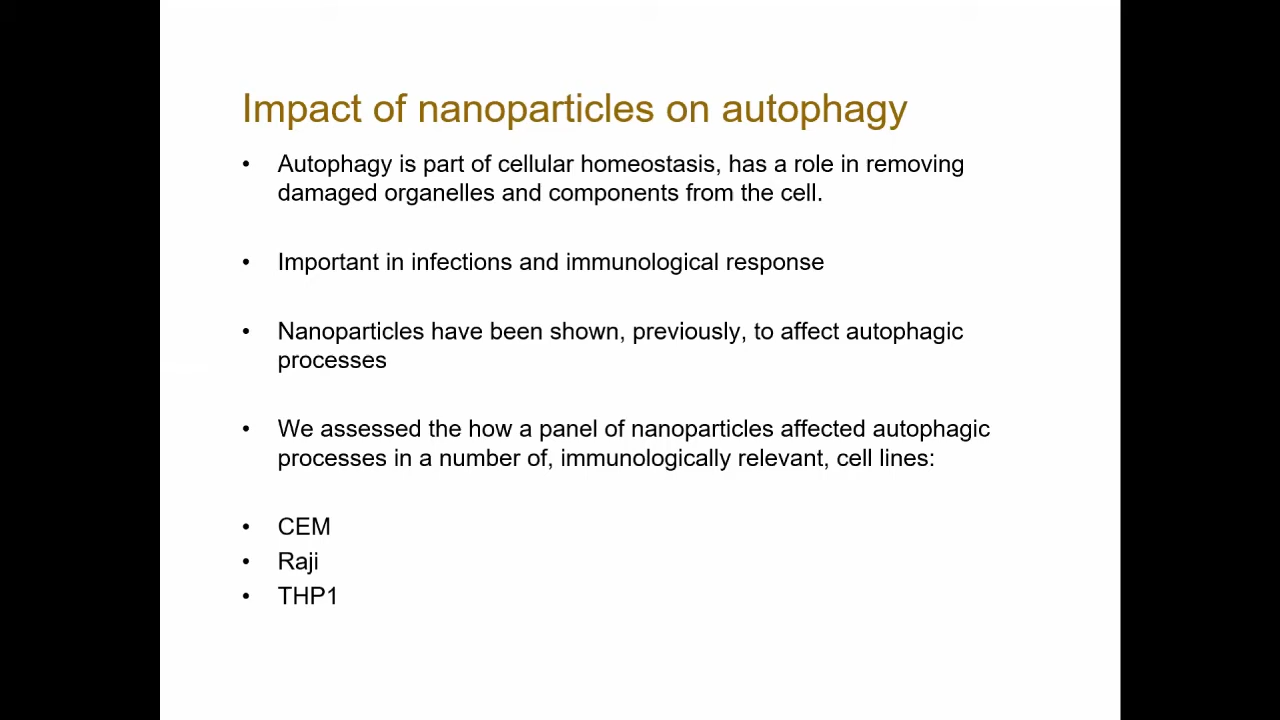 Impact of nanoparticles on autophagy
• Autophagy is part of cellular homeostasis, has a role in removing
damaged organelles and components from the cell.
• Important in infections and immunological response
• Nanoparticles have been shown, previously, to affect autophagic
processes
• We assessed the how a panel of nanoparticles affected autophagic
processes in a number of, immunologically relevant, cell lines:
• CEM
• Raji
• THP1